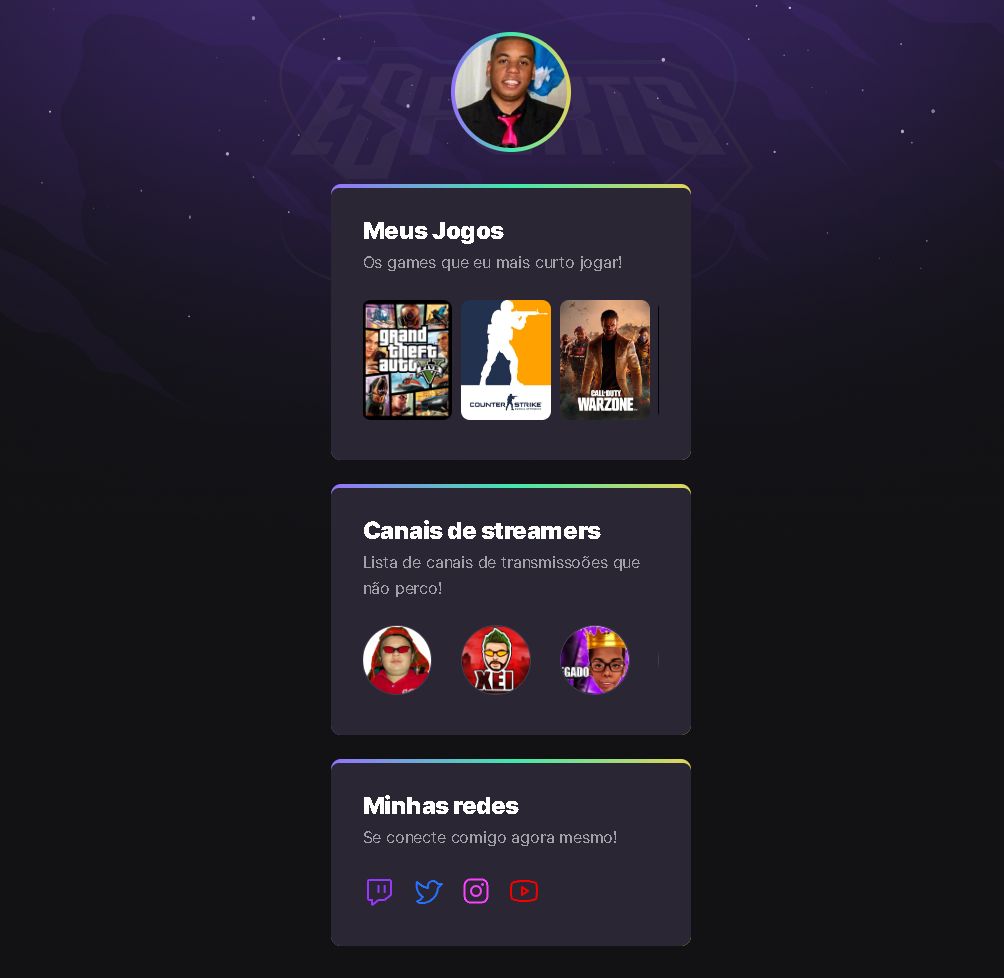 ESPORTS
Meus Jogos
Os games que eu mais curto jogar!
grand
theft
auto
FIVE
COUNTER STRIKE
CALL OF DUTY
WARZONE
Canais de streamers
Lista de canais de transmissoões que
não perco!
XEI
GADO
Minhas redes
Se conecte comigo agora mesmo!